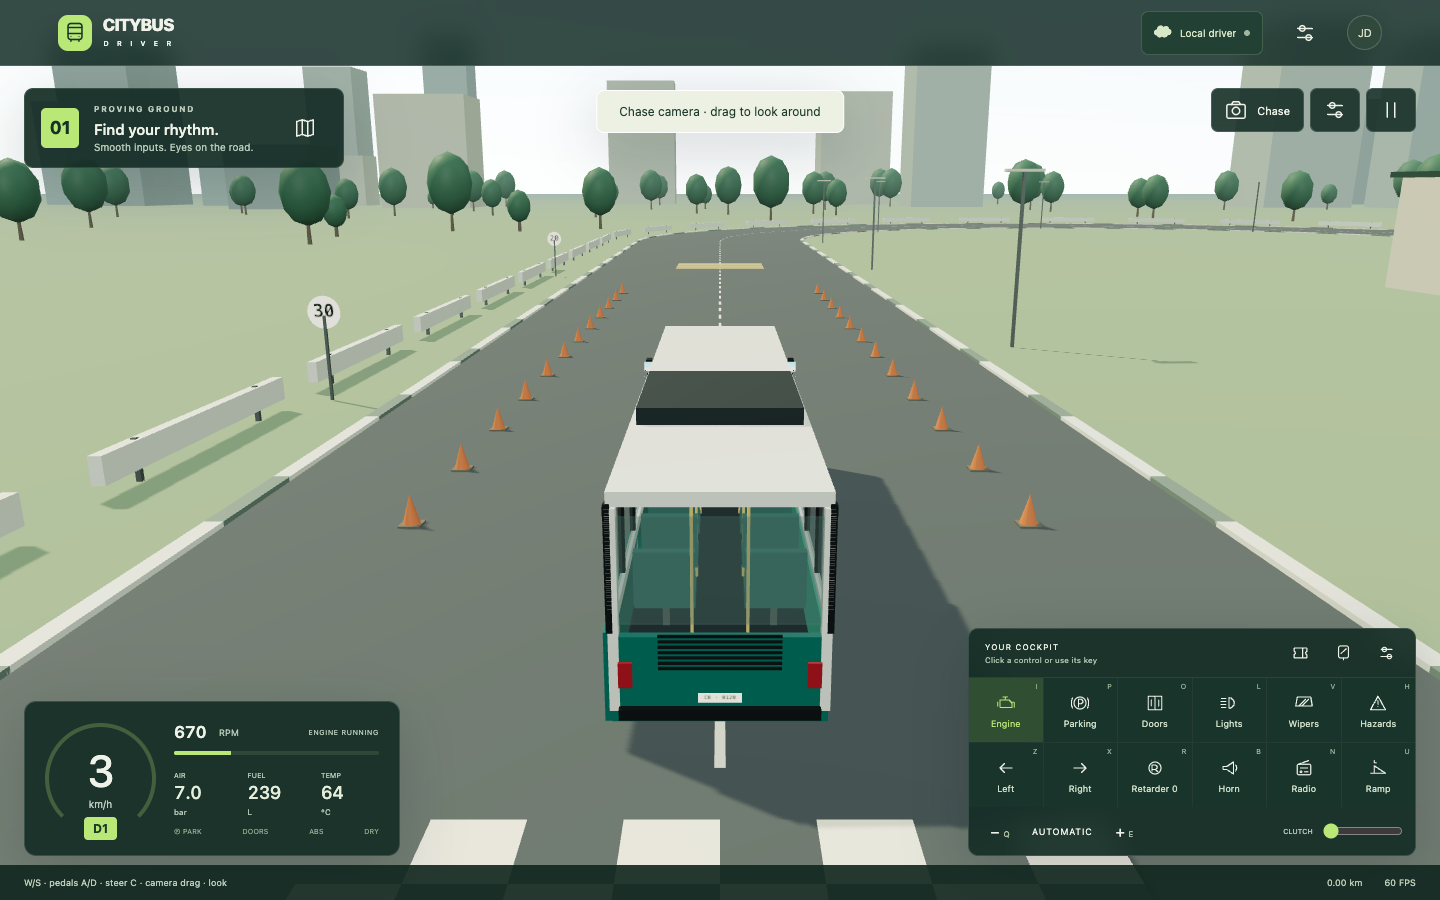 CITYBUS
DRIVER
Local driver
JD
01
PROVING GROUND
Find your rhythm.
Smooth inputs. Eyes on the road.
Chase camera · drag to look around
Chase
30
20
YOUR COCKPIT
Click a control or use its key
I
Engine
P
Parking
O
Doors
L
Lights
V
Wipers
H
Hazards
Z
Left
X
Right
R
Retarder 0
B
Horn
N
Radio
U
Ramp
− Q AUTOMATIC + E
CLUTCH
3
km/h
D1
670 RPM
ENGINE RUNNING
AIR
7.0
bar
FUEL
239
L
TEMP
64
°C
Ⓟ PARK
DOORS
ABS
DRY
W/S · pedals A/D · steer C · camera drag · look
0.00 km
60 FPS